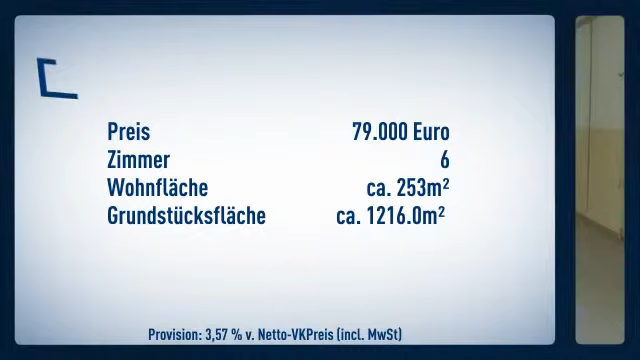 Preis 79.000 Euro
Zimmer 6
Wohnfläche ca. 253m²
Grundstücksfläche ca. 1216.0m²
Provision: 3,57 % v. Netto-VKPreis (incl. MwSt)